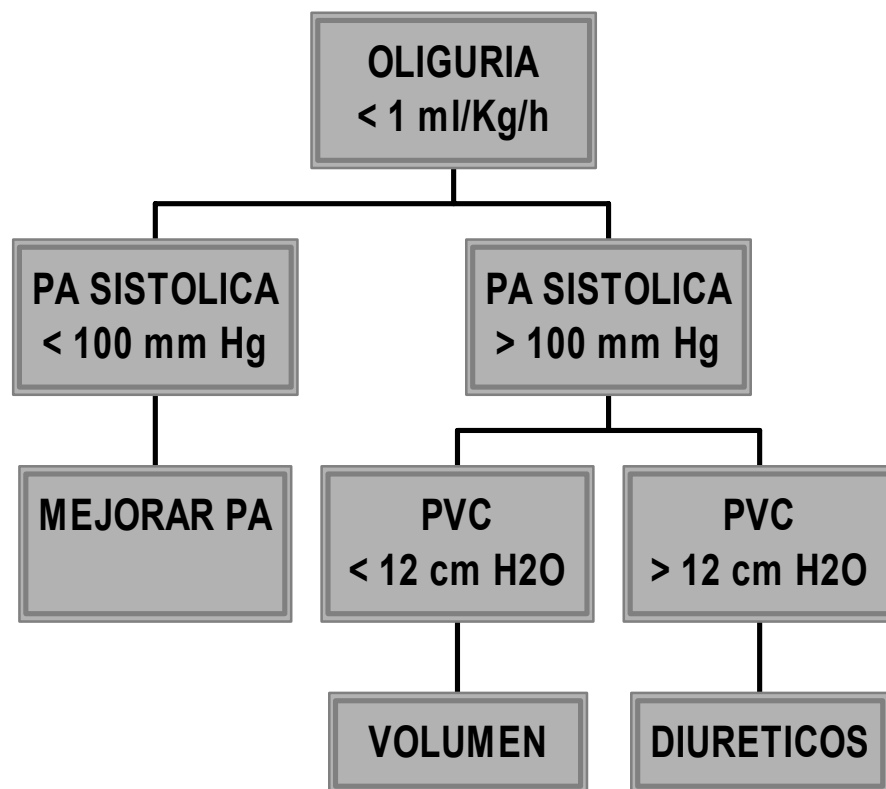 OLIGURIA
< 1 ml/Kg/h
PA SISTOLICA
< 100 mm Hg
PA SISTOLICA
> 100 mm Hg
MEJORAR PA
PVC
< 12 cm H2O
PVC
> 12 cm H2O
VOLUMEN
DIURETICOS